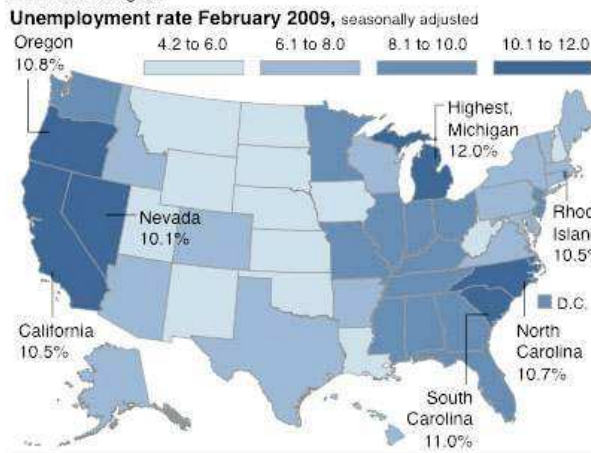 Unemployment rate February 2009, seasonally adjusted
4.2 to 6.0
6.1 to 8.0
8.1 to 10.0
10.1 to 12.0
Oregon
10.8%
Highest,
Michigan
12.0%
Nevada
10.1%
Rhod
Islan
10.5%
D.C.
California
10.5%
North
Carolina
10.7%
South
Carolina
11.0%